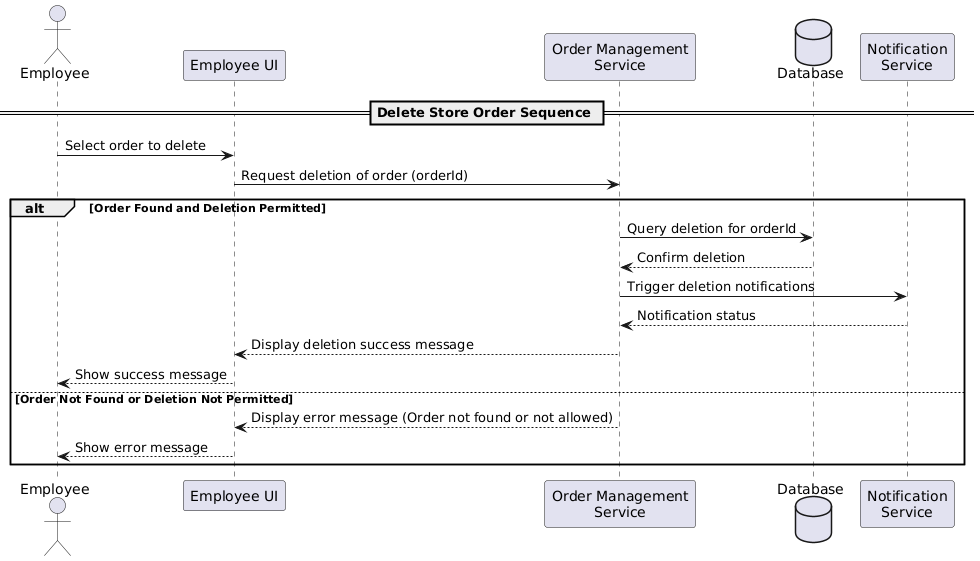 Employee
Employee UI
Order Management
Service
Database
Notification
Service
Delete Store Order Sequence
Select order to delete
Request deletion of order (orderId)
alt
[Order Found and Deletion Permitted]
Query deletion for orderId
Confirm deletion
Trigger deletion notifications
Notification status
Display deletion success message
Show success message
[Order Not Found or Deletion Not Permitted]
Display error message (Order not found or not allowed)
Show error message
Employee
Employee UI
Order Management
Service
Database
Notification
Service